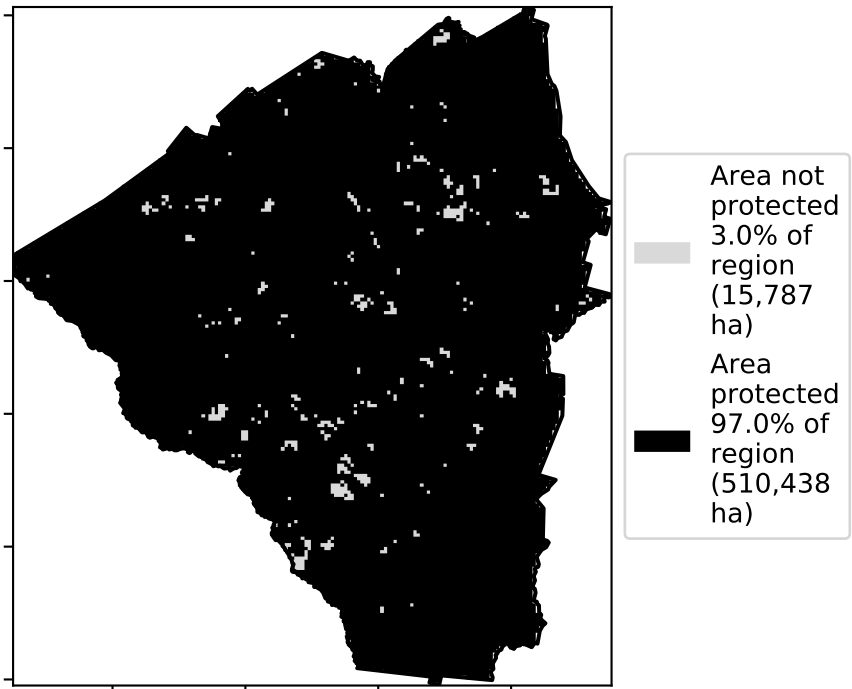 Area not
protected
3.0% of
region
(15,787
ha)
Area
protected
97.0% of
region
(510,438
ha)